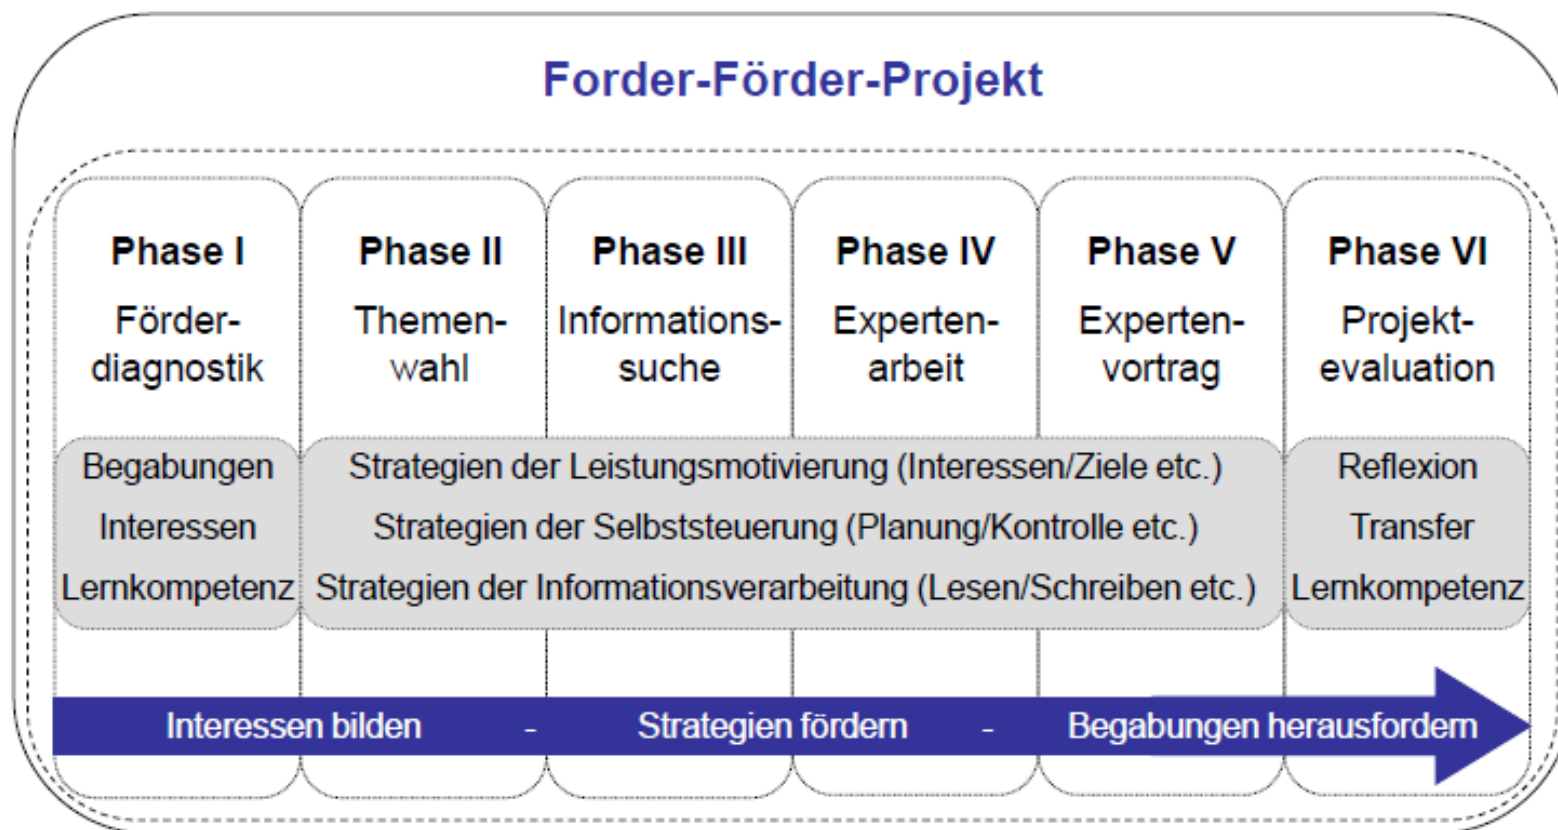 Forder-Förder-Projekt
Phase I
Förder-
diagnostik
Phase II
Themen-
wahl
Phase III
Informations-
suche
Phase IV
Experten-
arbeit
Phase V
Experten-
vortrag
Phase VI
Projekt-
evaluation
Begabungen
Interessen
Lernkompetenz
Strategien der Leistungsmotivierung (Interessen/Ziele etc.)
Strategien der Selbststeuerung (Planung/Kontrolle etc.)
Strategien der Informationsverarbeitung (Lesen/Schreiben etc.)
Reflexion
Transfer
Lernkompetenz
Interessen bilden - Strategien fördern - Begabungen herausfordern